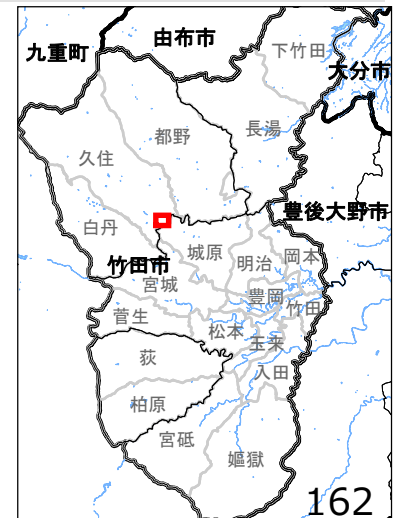 由布市
九重町
下竹田
大分市
都野
長湯
久住
豊後大野市
白丹
城原
岡本
明治
竹田市
宮城
豊岡
竹田
菅生
松本
玉来
荻
入田
柏原
宮砥
嫗獄
162